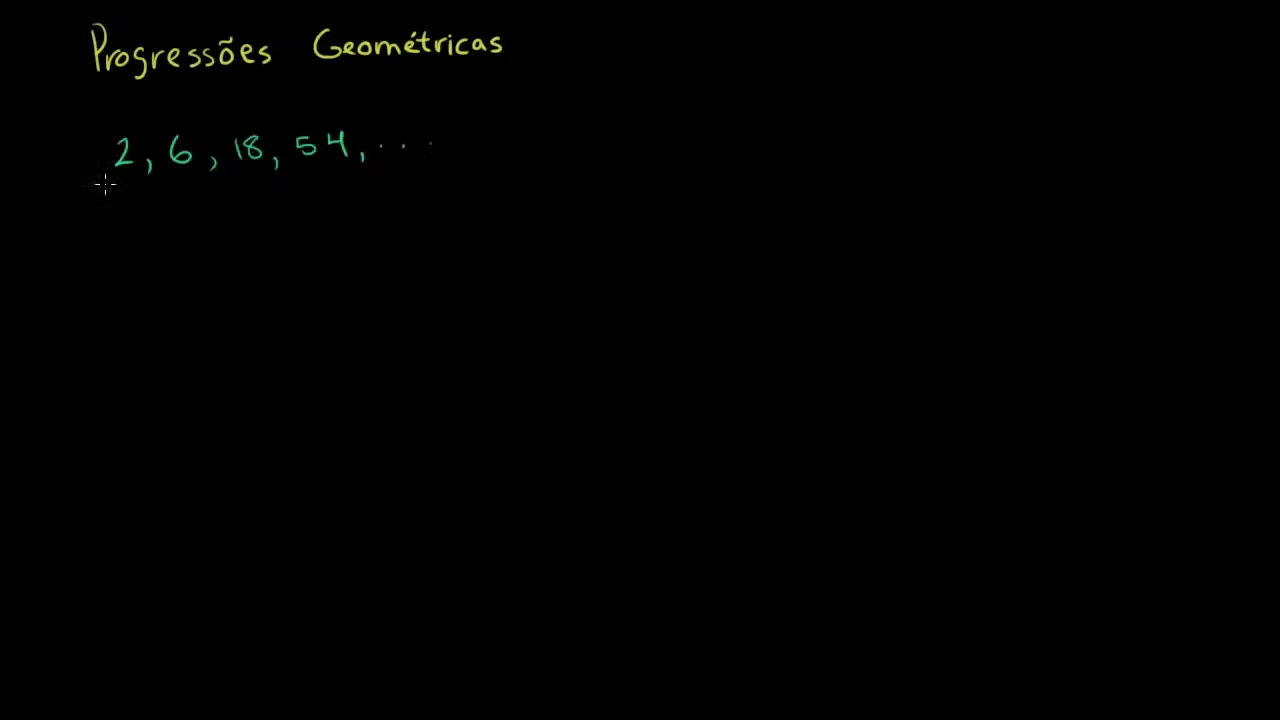 Progressões Geométricas
2, 6, 18, 54, ...